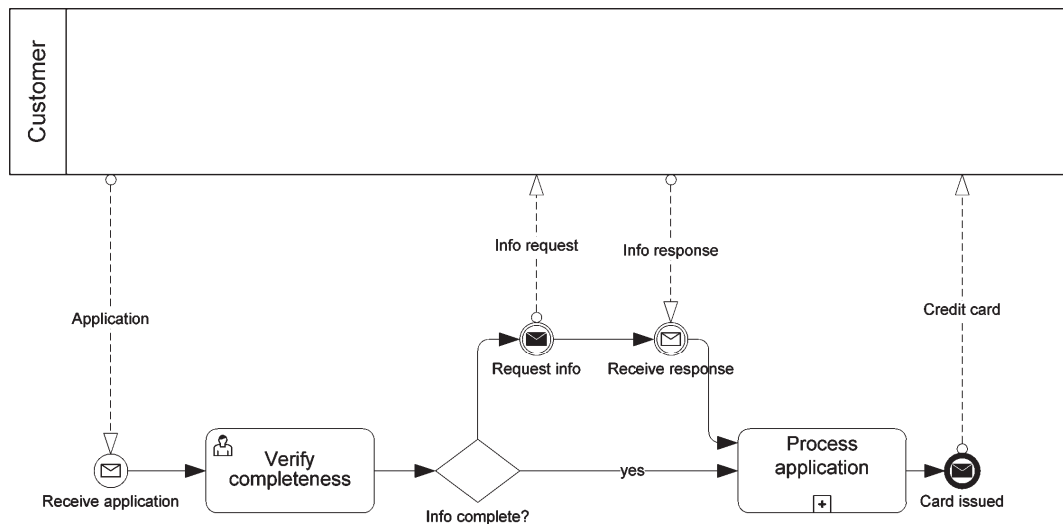 Customer
Info request
Info response
Application
Credit card
Request info
Receive response
Verify
completeness
yes
Process
application
Receive application
Info complete?
Card issued